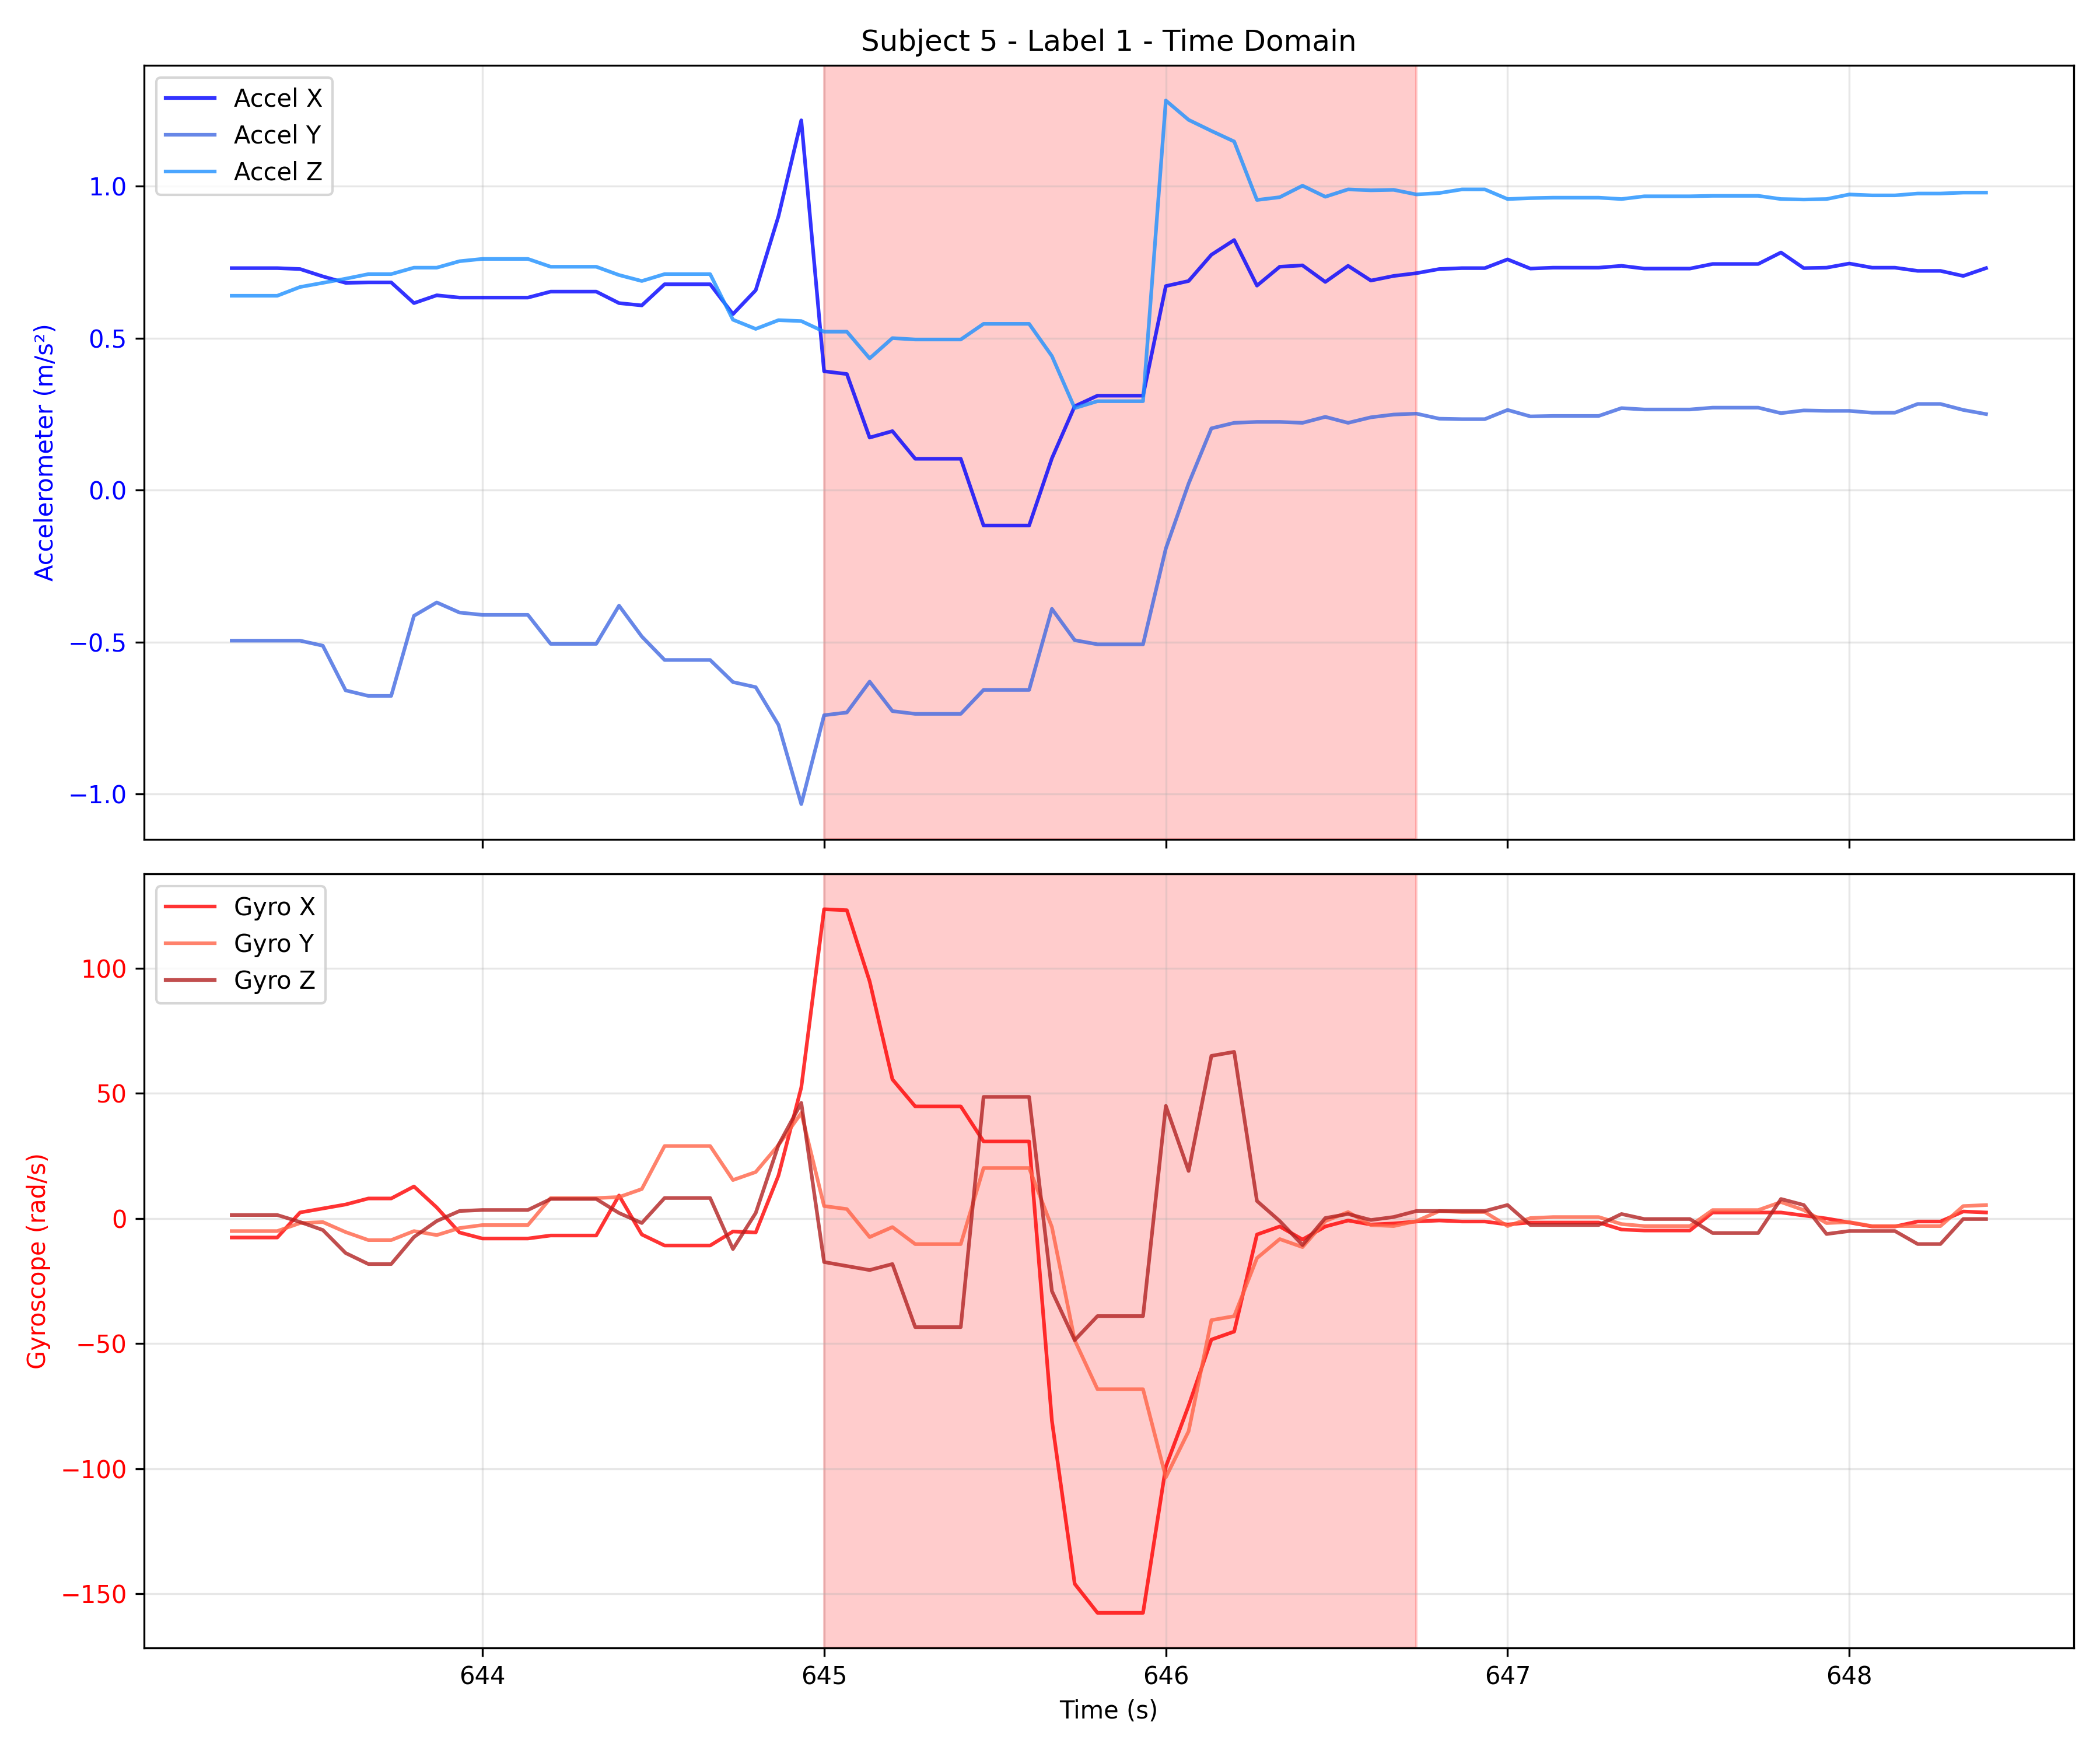 Subject 5 - Label 1 - Time Domain
Accel X
Accel Y
Accel Z
1.0
0.5
0.0
−0.5
−1.0
Accelerometer (m/s²)
Gyro X
Gyro Y
Gyro Z
100
50
0
−50
−100
−150
Gyroscope (rad/s)
644
645
646
647
648
Time (s)